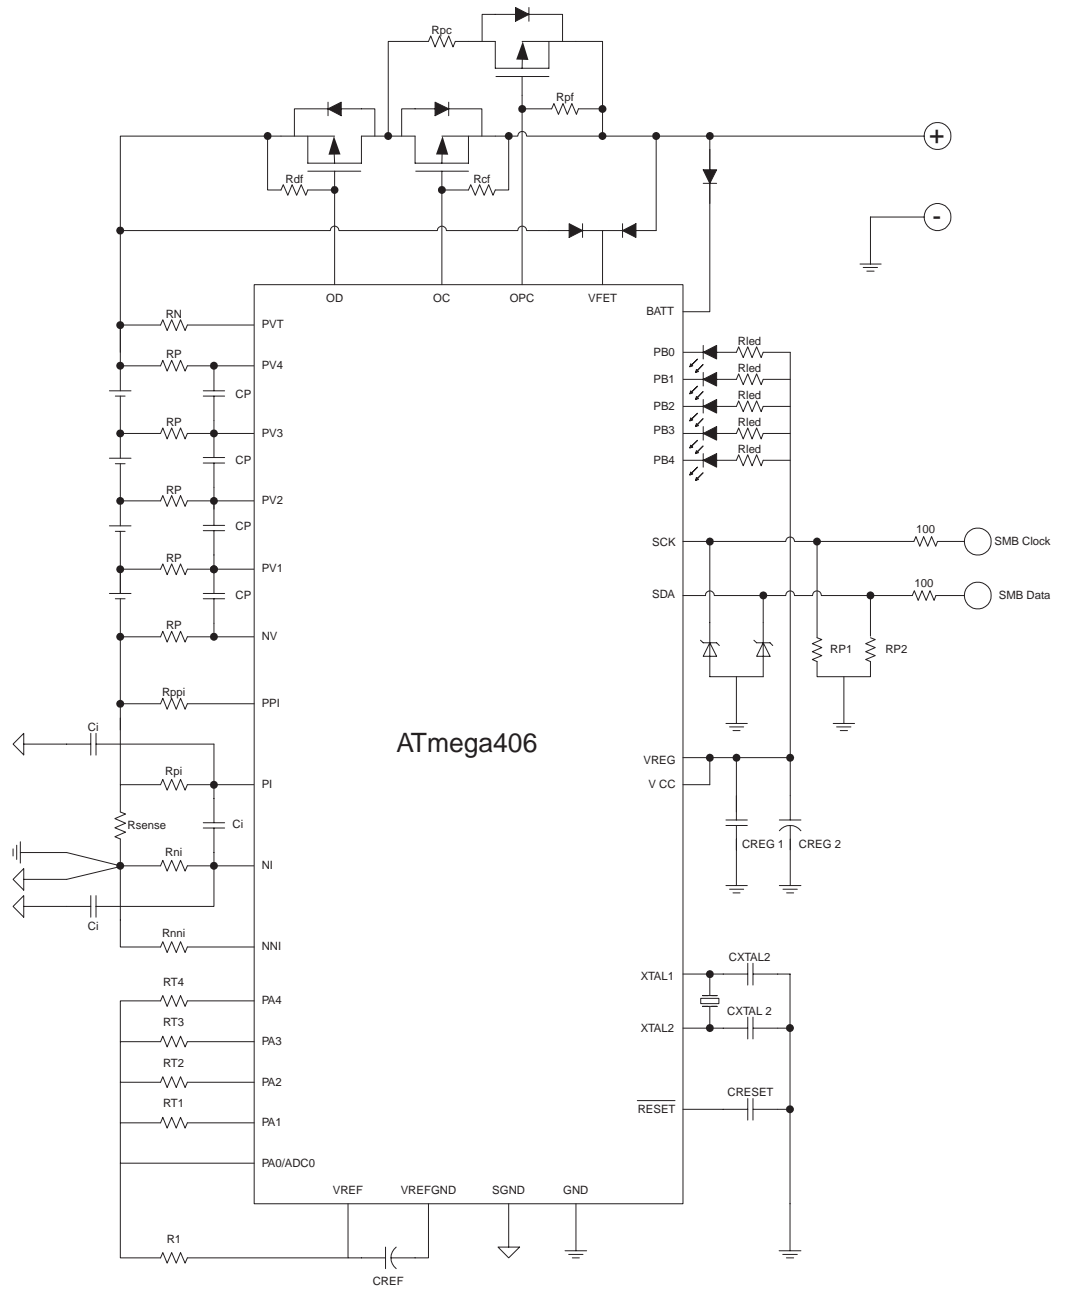 Rpc
Rpf
Rdf
Rcf
+
-
OD
OC
OPC
VFET
BATT
RN
PVT
RP
PV4
CP
RP
PV3
CP
RP
PV2
CP
RP
PV1
CP
RP
NV
Rppi
PPI
Ci
Rpi
PI
Rsense
Ci
Rni
NI
Ci
Rnni
NNI
RT4
PA4
RT3
PA3
RT2
PA2
RT1
PA1
PA0/ADC0
R1
VREF
VREFGND
SGND
GND
CREF
ATmega406
PB0
Rled
PB1
Rled
PB2
Rled
PB3
Rled
PB4
Rled
SCK
100
SMB Clock
SDA
100
SMB Data
RP1
RP2
VREG
V CC
CREG 1
CREG 2
XTAL1
CXTAL2
XTAL2
CXTAL 2
RESET
CRESET